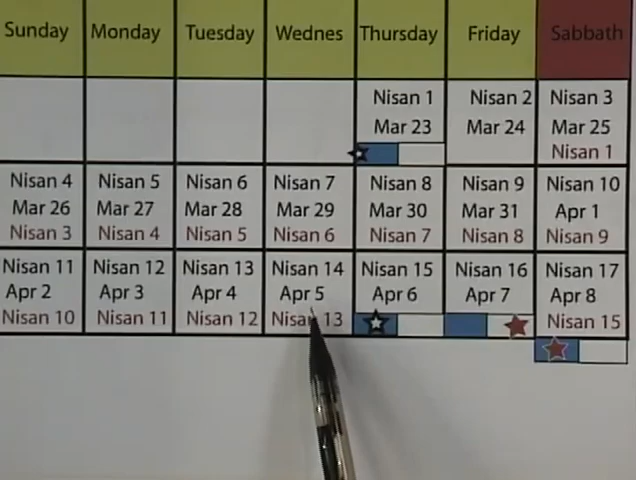 Sunday Monday Tuesday Wednes Thursday Friday Sabbath
Nisan 1 Nisan 2 Nisan 3
Mar 23 Mar 24 Mar 25
Nisan 1
Nisan 4 Nisan 5 Nisan 6 Nisan 7 Nisan 8 Nisan 9 Nisan 10
Mar 26 Mar 27 Mar 28 Mar 29 Mar 30 Mar 31 Apr 1
Nisan 3 Nisan 4 Nisan 5 Nisan 6 Nisan 7 Nisan 8 Nisan 9
Nisan 11 Nisan 12 Nisan 13 Nisan 14 Nisan 15 Nisan 16 Nisan 17
Apr 2 Apr 3 Apr 4 Apr 5 Apr 6 Apr 7 Apr 8
Nisan 10 Nisan 11 Nisan 12 Nisan 13 Nisan 15